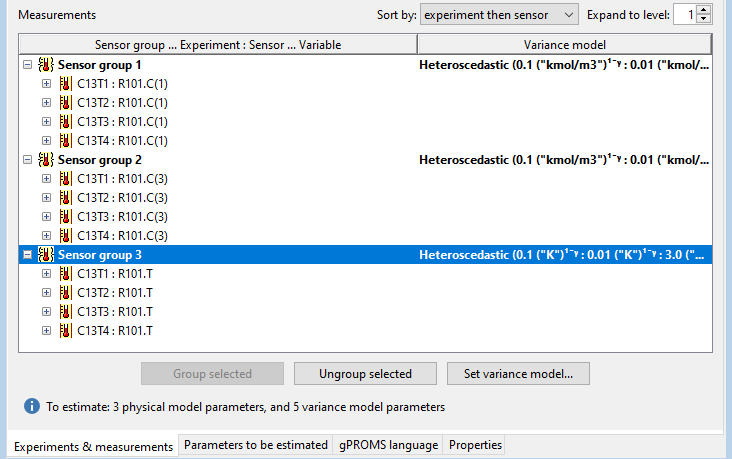 Measurements Sort by: experiment then sensor Expand to level: 1
Sensor group ... Experiment : Sensor ... Variable Variance model
Sensor group 1 Heteroscedastic (0.1 ("kmol/m3")¹⁻ᵞ : 0.01 ("kmol/...
C13T1 : R101.C(1)
C13T2 : R101.C(1)
C13T3 : R101.C(1)
C13T4 : R101.C(1)
Sensor group 2 Heteroscedastic (0.1 ("kmol/m3")¹⁻ᵞ : 0.01 ("kmol/...
C13T1 : R101.C(3)
C13T2 : R101.C(3)
C13T3 : R101.C(3)
C13T4 : R101.C(3)
Sensor group 3 Heteroscedastic (0.1 ("K")¹⁻ᵞ : 0.01 ("K")¹⁻ᵞ : 3.0 ("...
C13T1 : R101.T
C13T2 : R101.T
C13T3 : R101.T
C13T4 : R101.T
Group selected Ungroup selected Set variance model...
To estimate: 3 physical model parameters, and 5 variance model parameters
Experiments & measurements Parameters to be estimated gPROMS language Properties